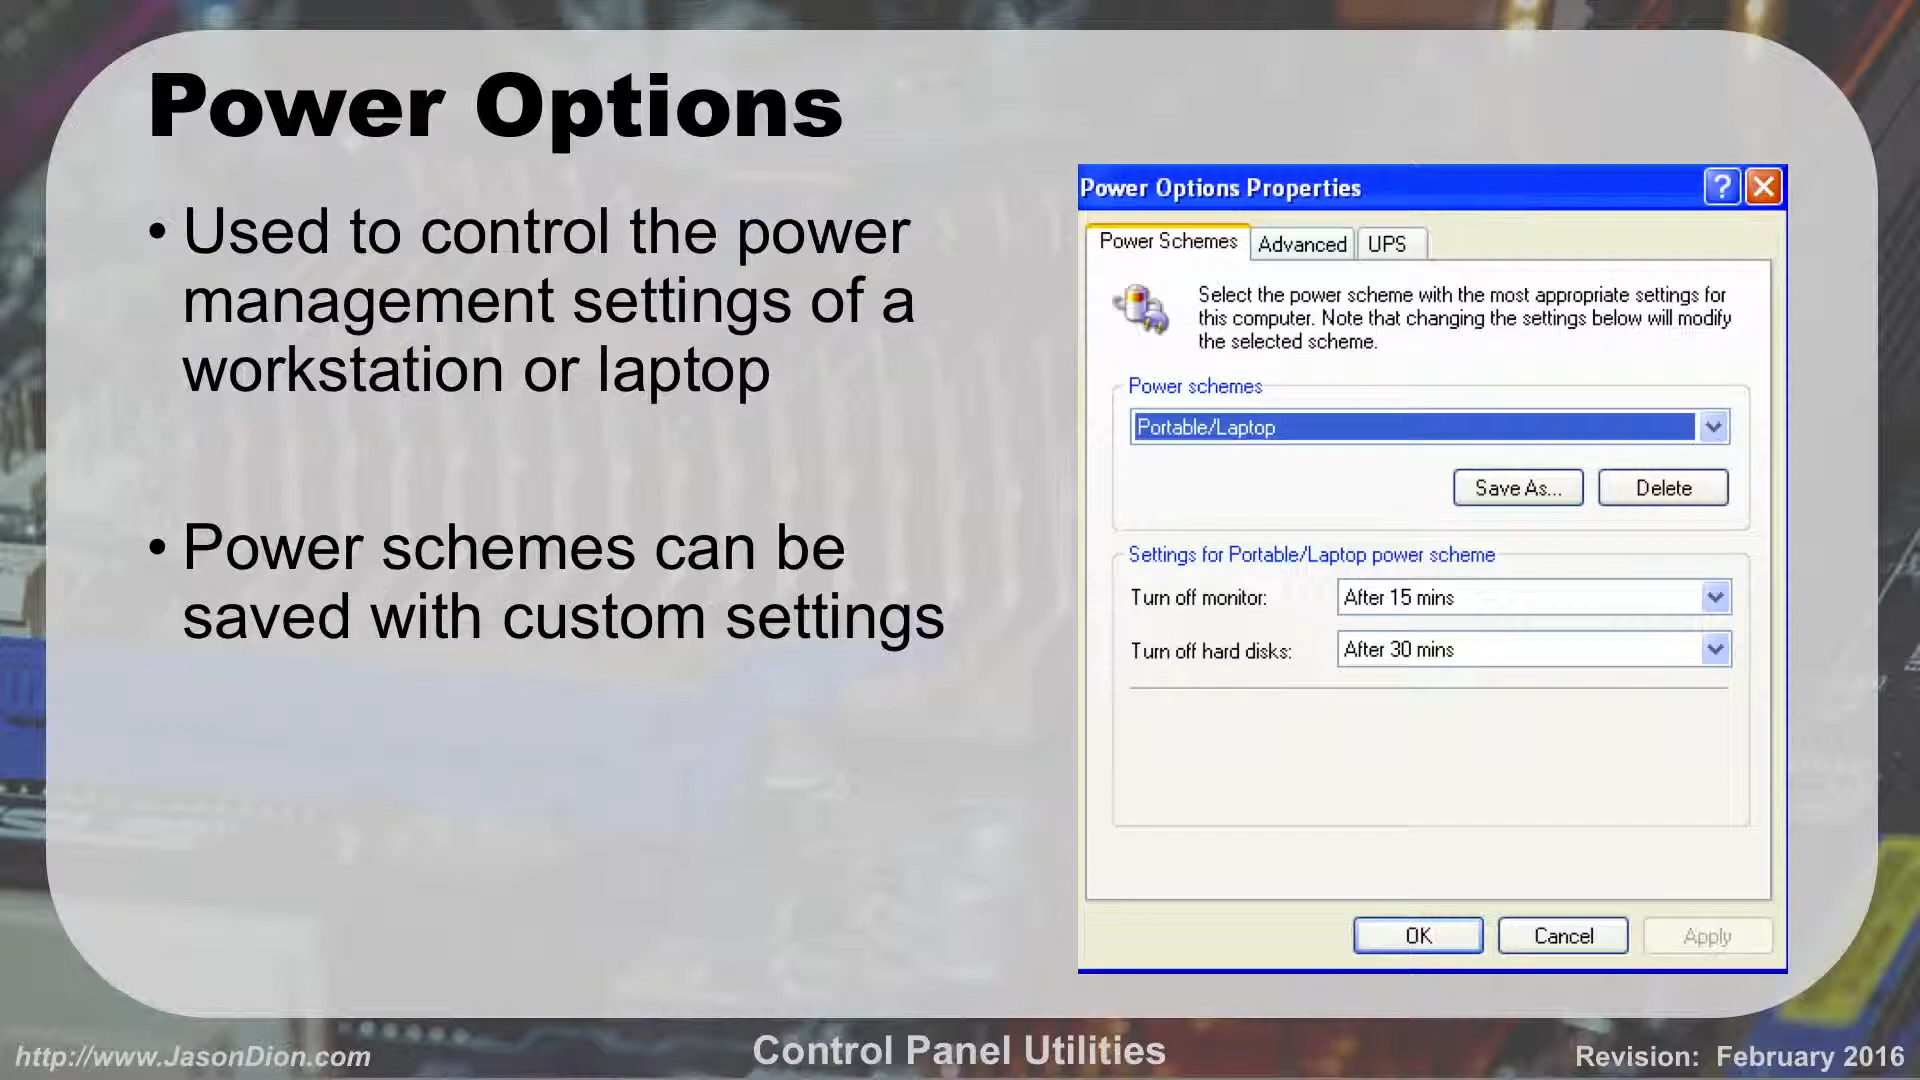 Power Options
• Used to control the power
management settings of a
workstation or laptop
• Power schemes can be
saved with custom settings
Power Options Properties
?
Power Schemes
Advanced
UPS
Select the power scheme with the most appropriate settings for
this computer. Note that changing the settings below will modify
the selected scheme.
Power schemes
Portable/Laptop
Save As...
Delete
Settings for Portable/Laptop power scheme
Turn off monitor:
After 15 mins
Turn off hard disks:
After 30 mins
OK
Cancel
Apply
http://www.JasonDion.com
Control Panel Utilities
Revision: February 2016